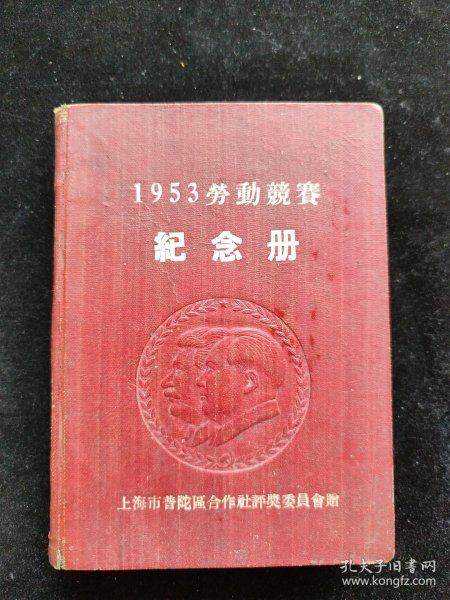 1953勞動競賽
紀念册
上海市普陀區合作社評獎委員會贈
孔夫子旧书网
www.kongfz.com